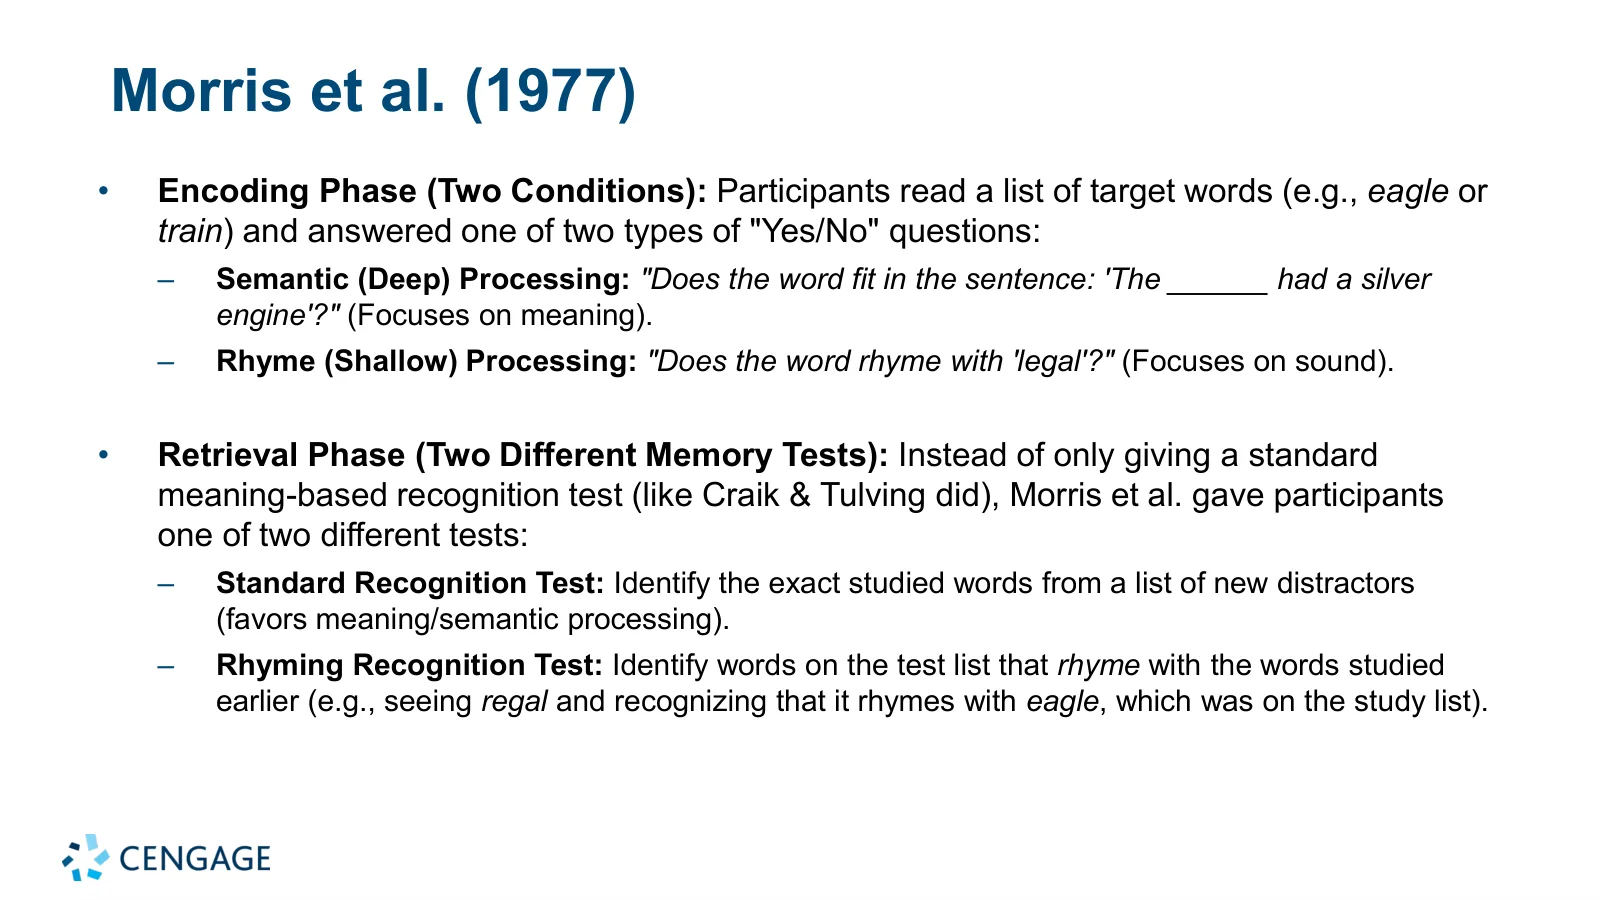 Morris et al. (1977)
• Encoding Phase (Two Conditions): Participants read a list of target words (e.g., eagle or
train) and answered one of two types of "Yes/No" questions:
– Semantic (Deep) Processing: "Does the word fit in the sentence: 'The ______ had a silver
engine'?" (Focuses on meaning).
– Rhyme (Shallow) Processing: "Does the word rhyme with 'legal'?" (Focuses on sound).
• Retrieval Phase (Two Different Memory Tests): Instead of only giving a standard
meaning-based recognition test (like Craik & Tulving did), Morris et al. gave participants
one of two different tests:
– Standard Recognition Test: Identify the exact studied words from a list of new distractors
(favors meaning/semantic processing).
– Rhyming Recognition Test: Identify words on the test list that rhyme with the words studied
earlier (e.g., seeing regal and recognizing that it rhymes with eagle, which was on the study list).
CENGAGE